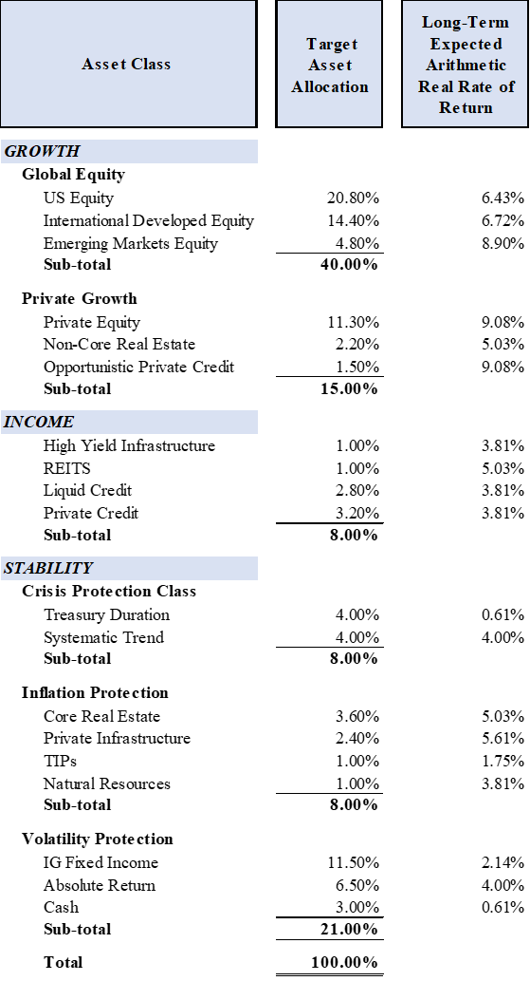 Asset Class
Target
Asset
Allocation
Long-Term
Expected
Arithmetic
Real Rate of
Return
GROWTH
Global Equity
US Equity 20.80% 6.43%
International Developed Equity 14.40% 6.72%
Emerging Markets Equity 4.80% 8.90%
Sub-total 40.00%
Private Growth
Private Equity 11.30% 9.08%
Non-Core Real Estate 2.20% 5.03%
Opportunistic Private Credit 1.50% 9.08%
Sub-total 15.00%
INCOME
High Yield Infrastructure 1.00% 3.81%
REITS 1.00% 5.03%
Liquid Credit 2.80% 3.81%
Private Credit 3.20% 3.81%
Sub-total 8.00%
STABILITY
Crisis Protection Class
Treasury Duration 4.00% 0.61%
Systematic Trend 4.00% 4.00%
Sub-total 8.00%
Inflation Protection
Core Real Estate 3.60% 5.03%
Private Infrastructure 2.40% 5.61%
TIPs 1.00% 1.75%
Natural Resources 1.00% 3.81%
Sub-total 8.00%
Volatility Protection
IG Fixed Income 11.50% 2.14%
Absolute Return 6.50% 4.00%
Cash 3.00% 0.61%
Sub-total 21.00%
Total 100.00%